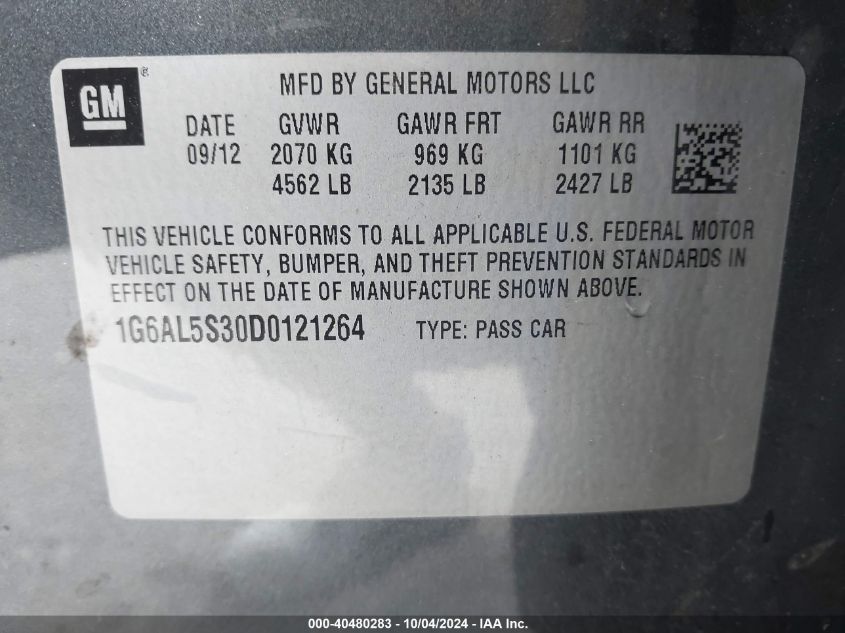 GM
®
MFD BY GENERAL MOTORS LLC
DATE GVWR GAWR FRT GAWR RR
09/12 2070 KG 969 KG 1101 KG
4562 LB 2135 LB 2427 LB
THIS VEHICLE CONFORMS TO ALL APPLICABLE U.S. FEDERAL MOTOR
VEHICLE SAFETY, BUMPER, AND THEFT PREVENTION STANDARDS IN
EFFECT ON THE DATE OF MANUFACTURE SHOWN ABOVE.
1G6AL5S30D0121264 TYPE: PASS CAR
000-40480283 - 10/04/2024 - IAA Inc.